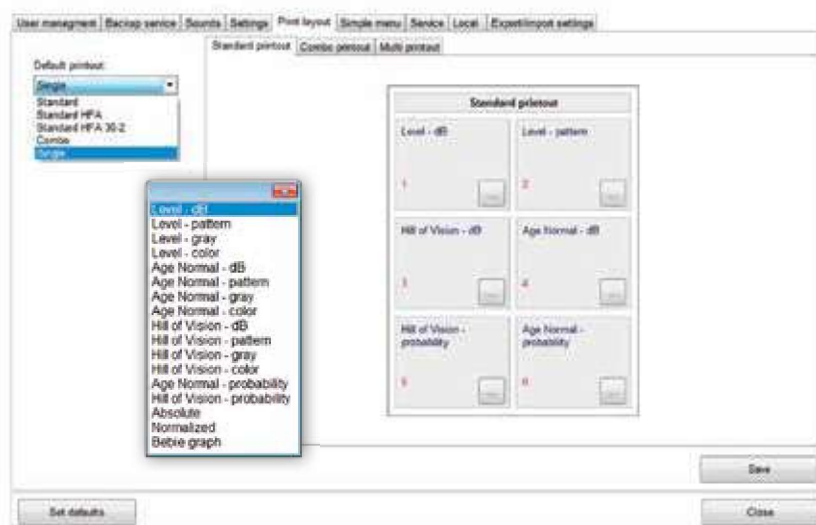 User managment Backup service Sounds Settings Print layout Simple menu Service Local Export/import settings
Standard printout Combo printout Multi printout
Default printout:
Single
Standard
Standard HFA
Standard HFA 30-2
Combo
Single
Standard printout
Level - dB Level - pattern
1 2
Hill of Vision - dB Age Normal - dB
3 4
Hill of Vision - probability Age Normal - probability
5 6
Level - dB
Level - pattern
Level - gray
Level - color
Age Normal - dB
Age Normal - pattern
Age Normal - gray
Age Normal - color
Hill of Vision - dB
Hill of Vision - pattern
Hill of Vision - gray
Hill of Vision - color
Age Normal - probability
Hill of Vision - probability
Absolute
Normalized
Bebie graph
Save
Set defaults Close